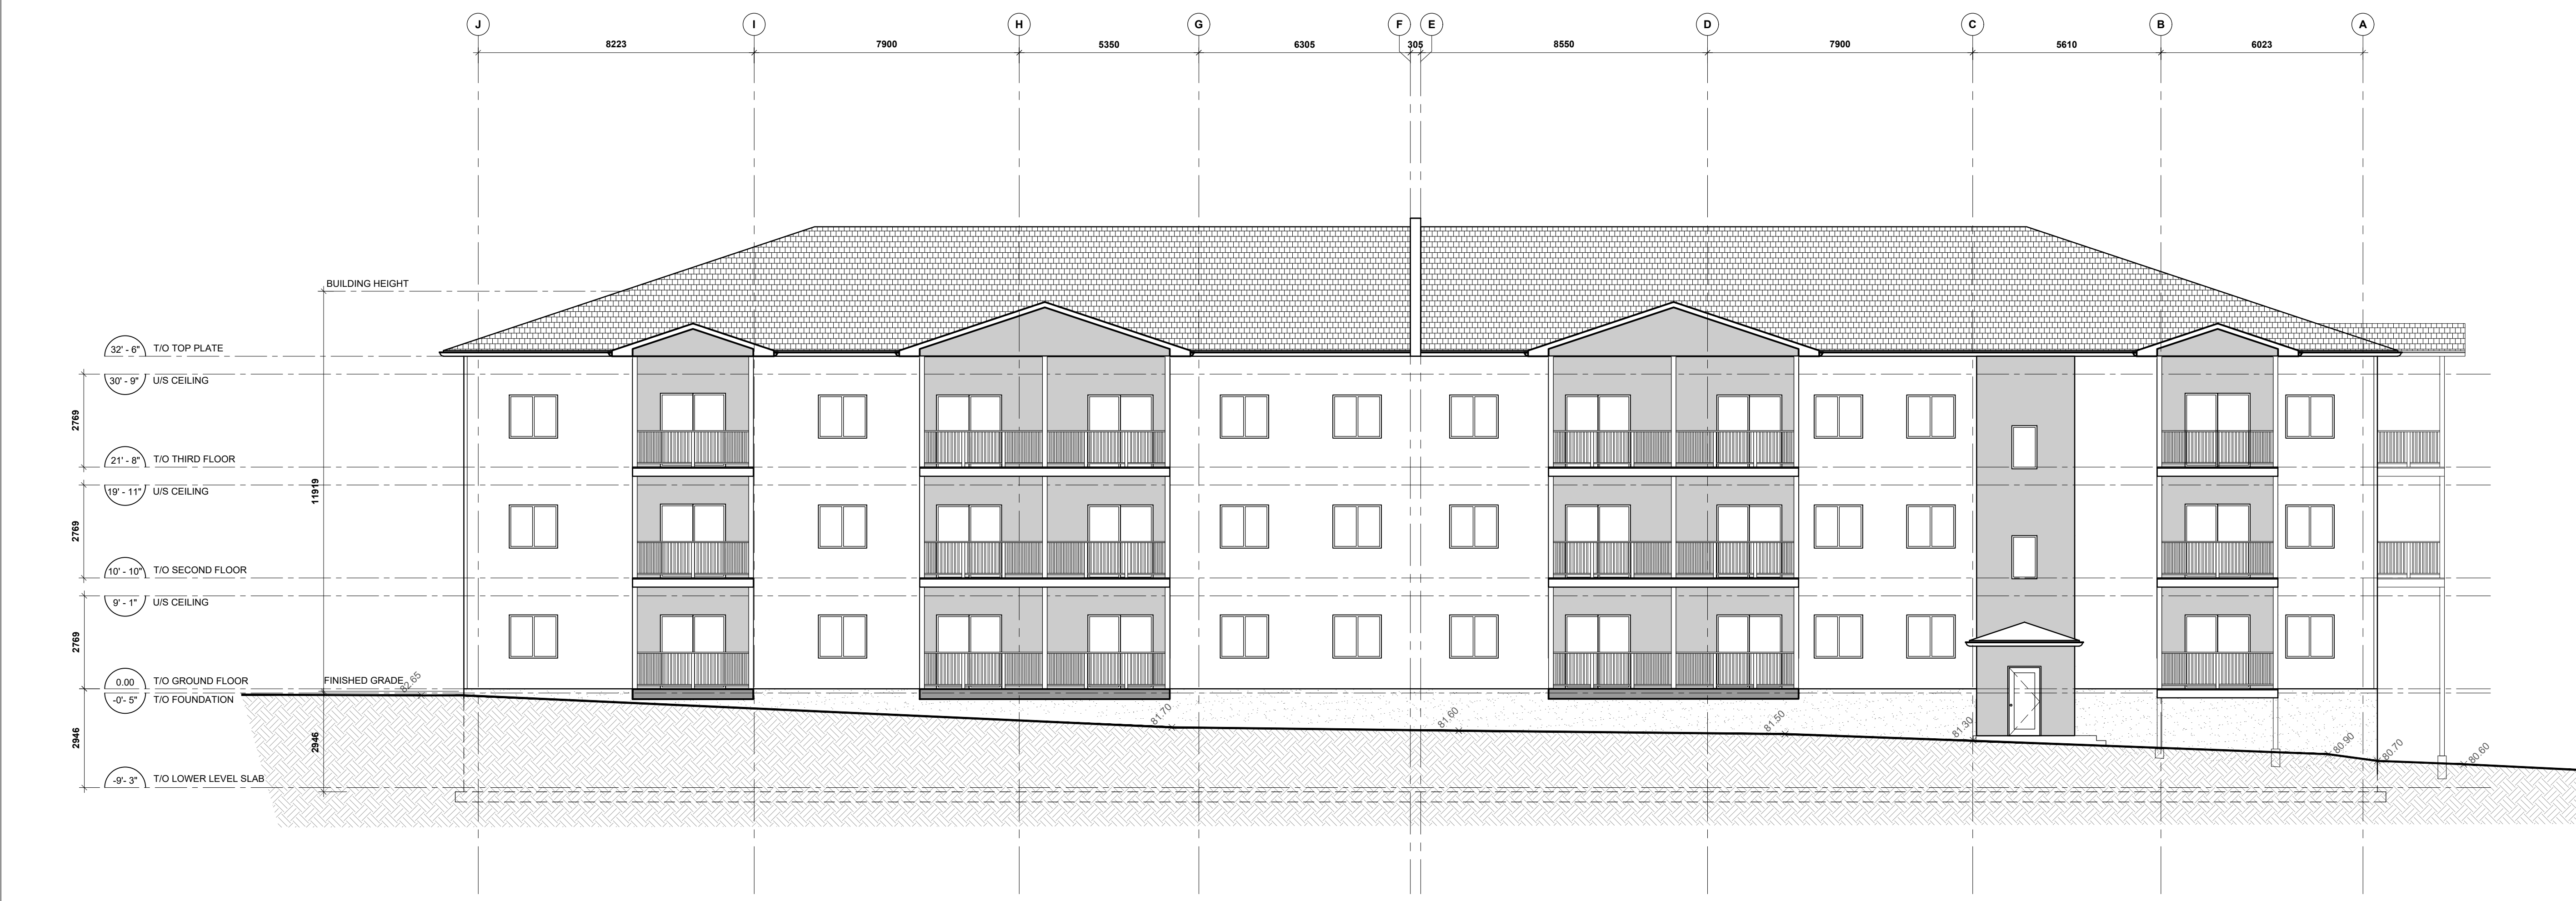 J I H G F E D C B A
8223 7900 5350 6305 305 8550 7900 5610 6023
BUILDING HEIGHT
32' - 6" T/O TOP PLATE
30' - 9" U/S CEILING
2769
21' - 8" T/O THIRD FLOOR
19' - 11" U/S CEILING
11919
2769
10' - 10" T/O SECOND FLOOR
9' - 1" U/S CEILING
2769
0.00 T/O GROUND FLOOR
FINISHED GRADE
82.65
-0'- 5" T/O FOUNDATION
81.70
81.60
81.50
81.30
80.90
80.70
80.60
2946
2946
-9'- 3" T/O LOWER LEVEL SLAB